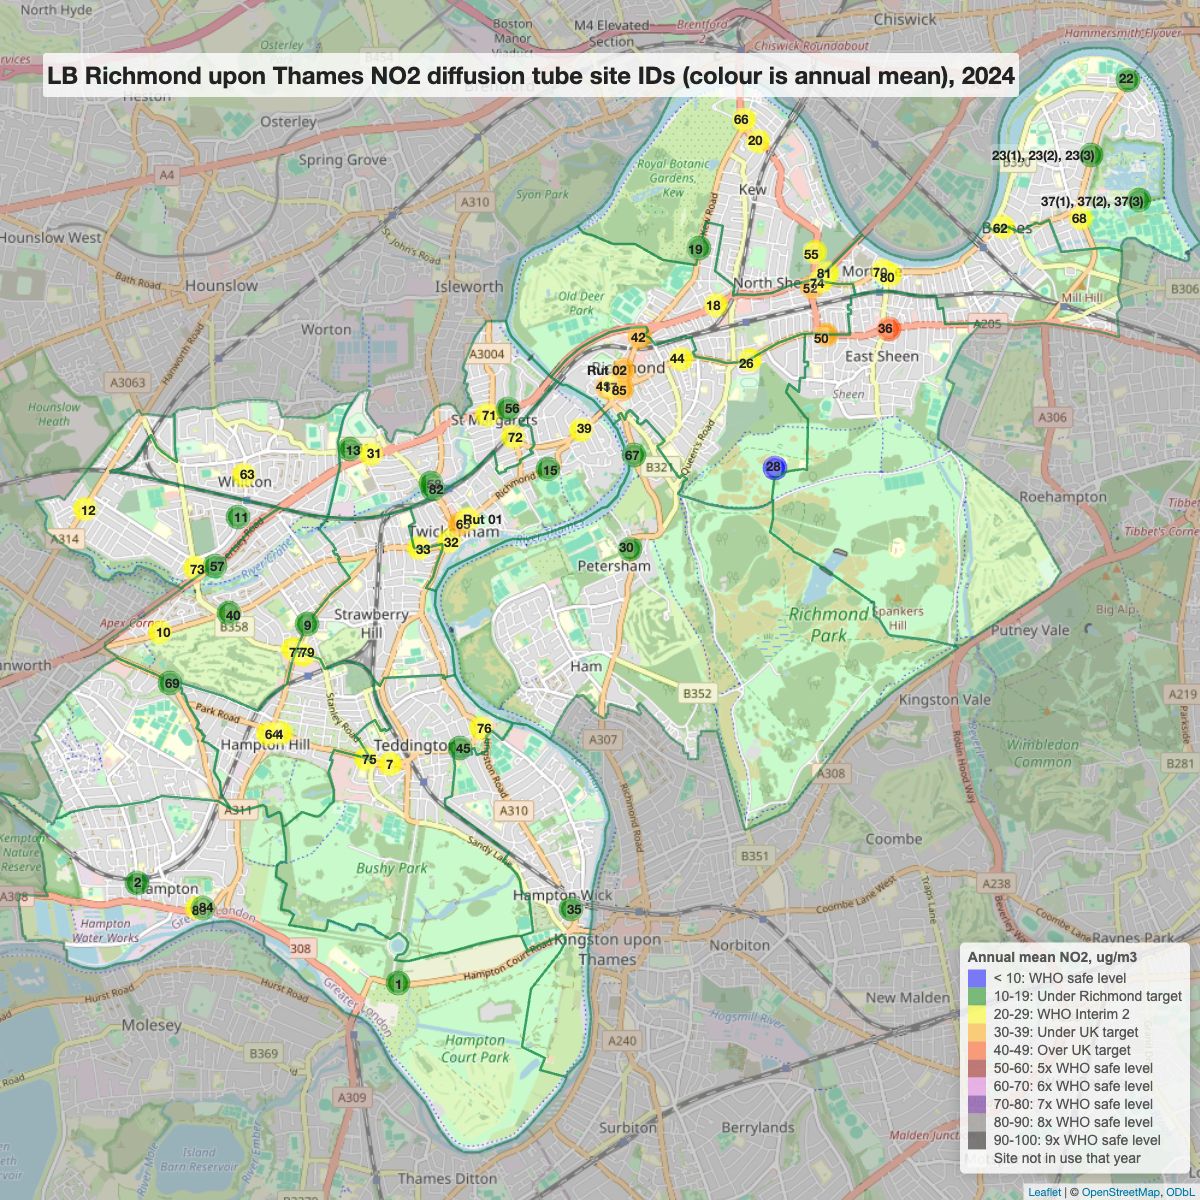 North Hyde
Boston
Manor
Viaduct
M4 Elevated
Section
Brentford
Chiswick
Hammersmith Flyover
Chiswick Roundabout
Osterley
B454
LB Richmond upon Thames NO2 diffusion tube site IDs (colour is annual mean), 2024
22
Heston
Osterley
66
20
Spring Grove
23(1), 23(2), 23(3)
B350
A4
Royal Botanic
Gardens,
Kew
Kew
Syon Park
A310
37(1), 37(2), 37(3)
68
62
Hounslow West
St John's Road
19
55
Bath Road
Hounslow
Isleworth
81
74
52
North She
Mor
80
Mill Hill
B306
Old Deer
Park
18
Worton
Hanworth Road
42
50
36
A205
A3004
44
26
East Sheen
Rut 02
85
A3063
Sheen
Hounslow
Heath
71
56
St Margarets
72
39
A306
13
31
67
B321
Queen's Road
28
63
Whitton
82
15
Richmond
Roehampton
12
11
Rut 01
A314
32
33
River Thames
Tibbet's Corner
River Crane
30
Petersham
73
57
40
B358
9
Strawberry
Hill
Richmond
Park
Spankers
Hill
Big Alp
Apex Corner
10
Putney Vale
79
Ham
69
B352
Kingston Vale
A219
Park Road
Stanley Road
Parkside
64
Hampton Hill
76
Teddington
45
75
7
A307
Wimbledon
Common
B281
Kingston Road
Robin Hood Way
A308
A311
A310
Richmond Road
Kempton
Nature
Reserve
Sandy Lane
Coombe
B351
Bushy Park
2
Hampton
A308
84
Hampton Wick
35
A238
Coombe Lane West
Traps Lane
Beverley Way
Coombe Lane
Hampton
Water Works
Kingston upon
Thames
Norbiton
Raynes Park
308
Hampton Court Road
1
Hurst Road
Hurst Road
Greater London
New Malden
Molesey
Hogsmill River
Hampton
Court Park
A240
B369
A309
Surbiton
Berrylands
Malden Junct
River Mole
River Ember
Island
Barn Reservoir
Thames Ditton
Annual mean NO2, ug/m3
< 10: WHO safe level
10-19: Under Richmond target
20-29: WHO Interim 2
30-39: Under UK target
40-49: Over UK target
50-60: 5x WHO safe level
60-70: 6x WHO safe level
70-80: 7x WHO safe level
80-90: 8x WHO safe level
90-100: 9x WHO safe level
Site not in use that year
Leaflet | © OpenStreetMap, ODbL